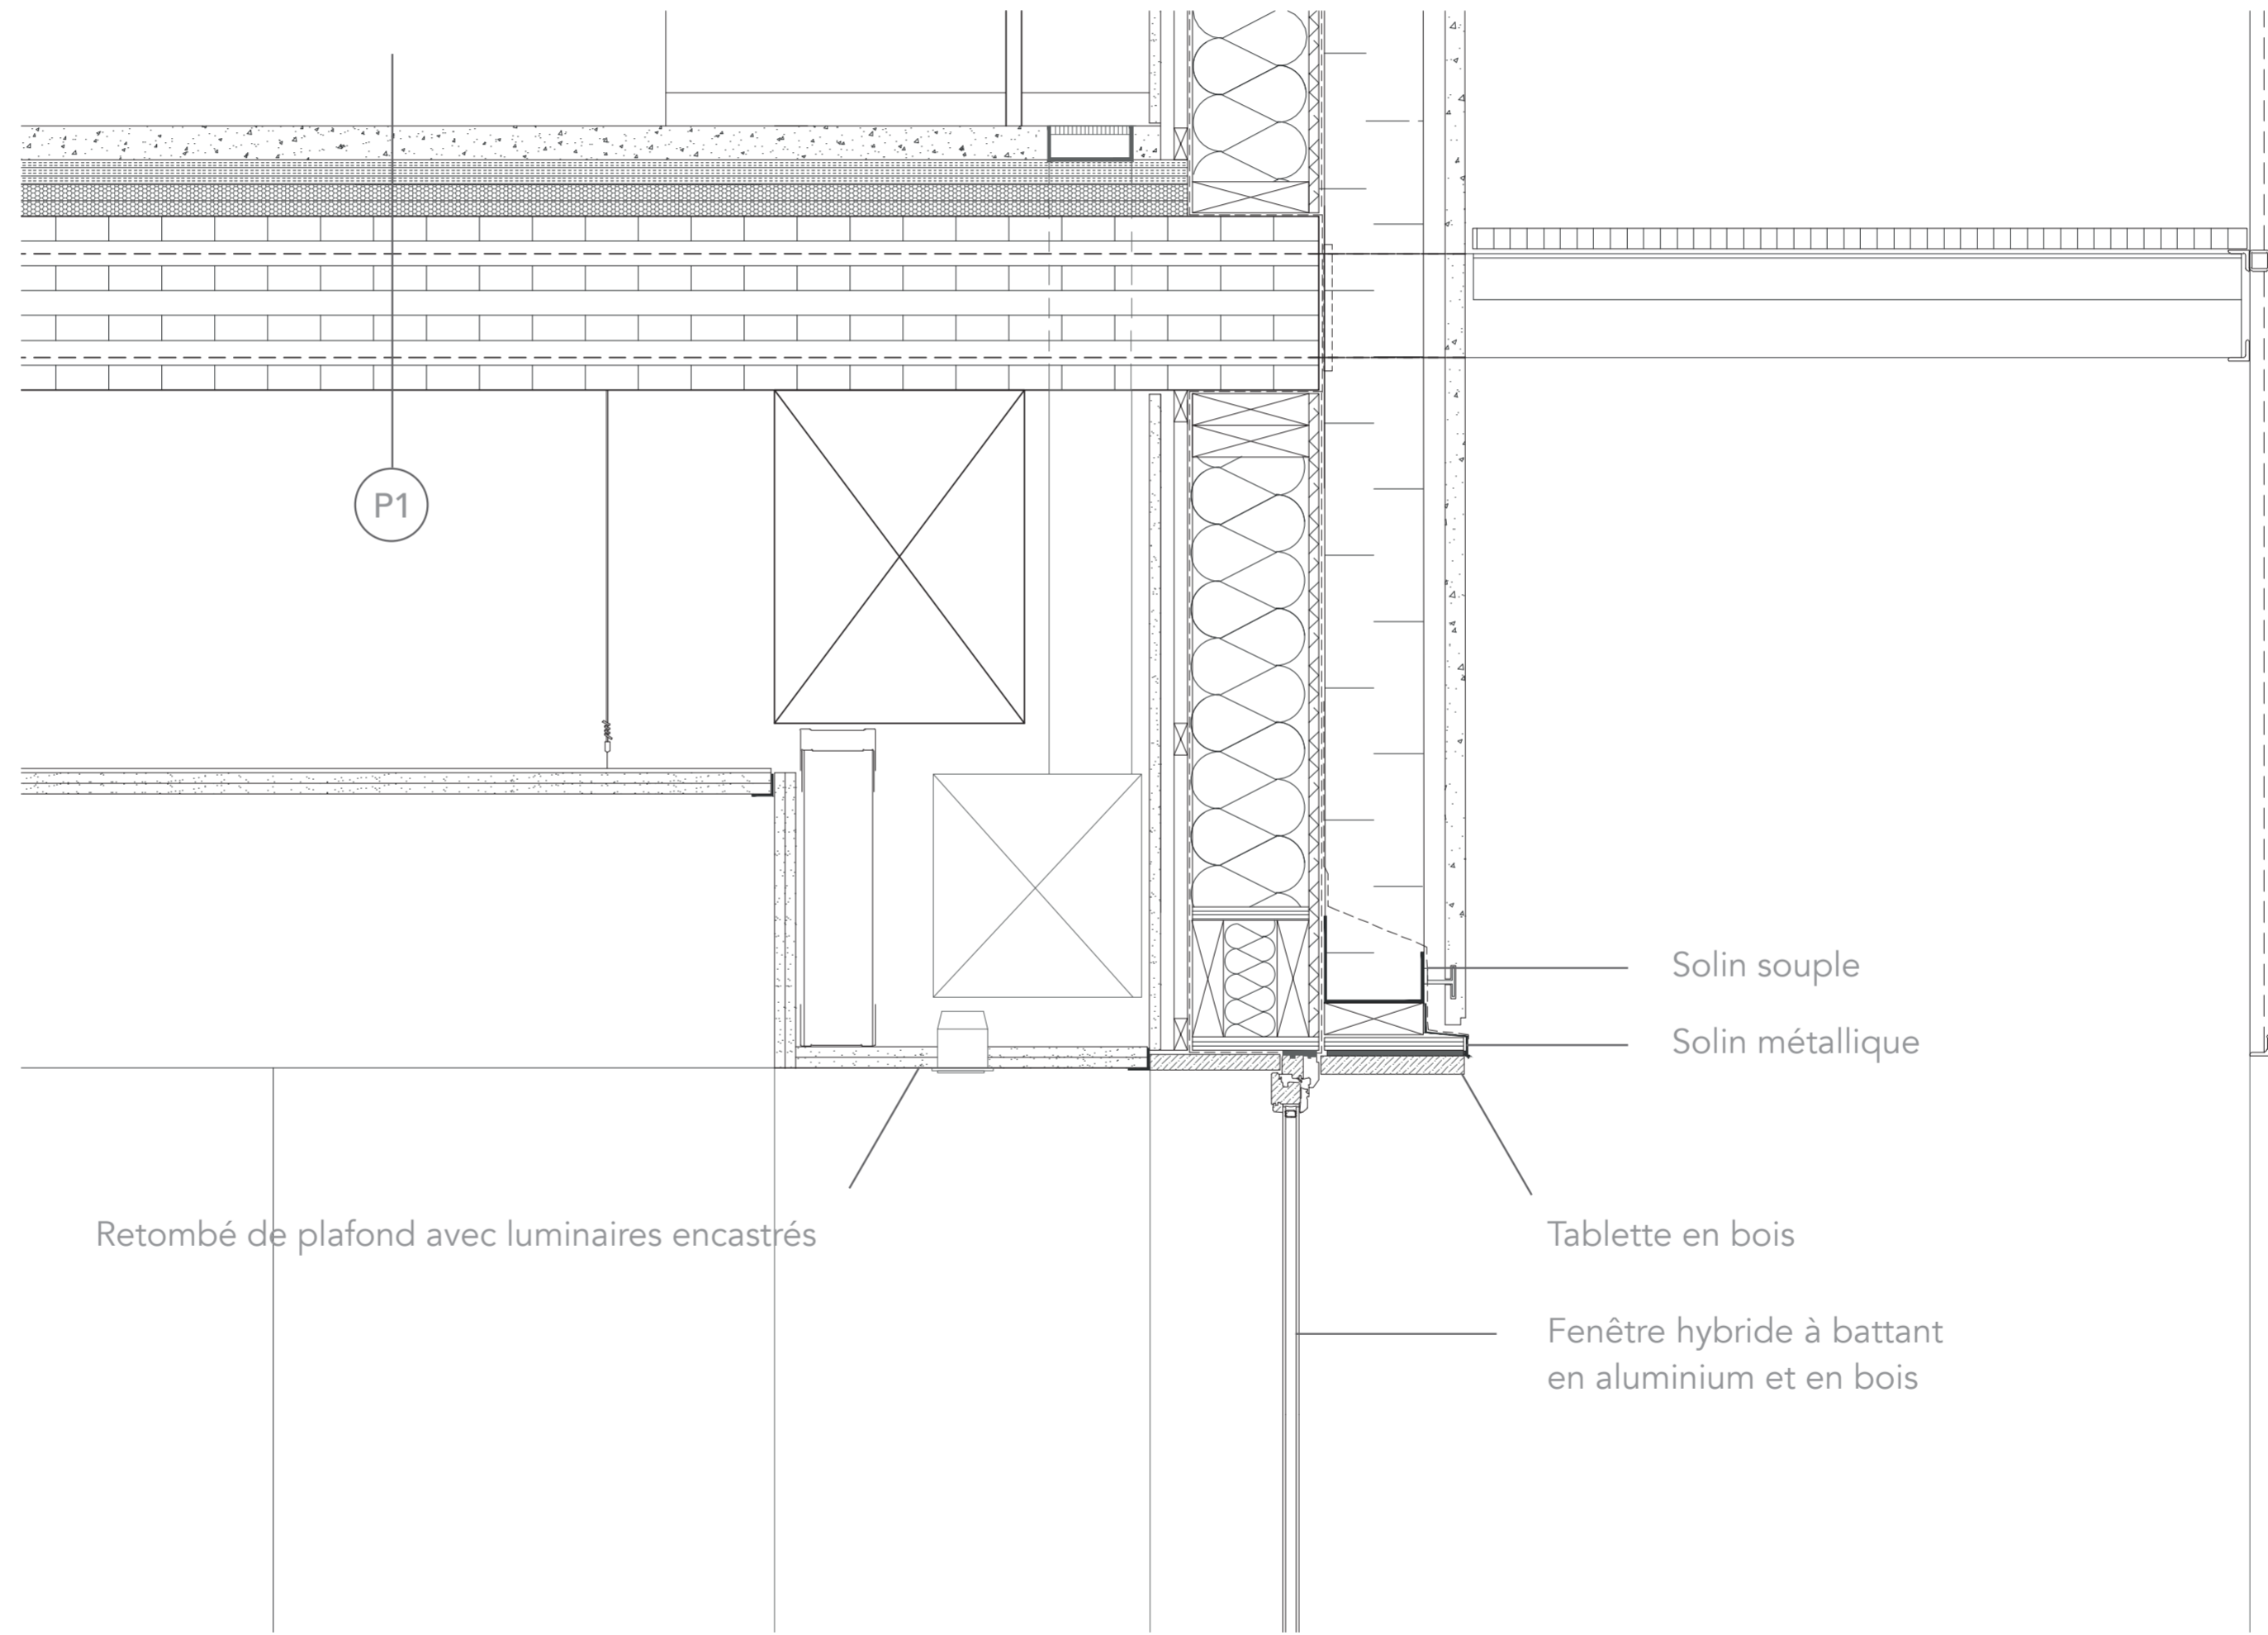 P1
Solin souple
Solin métallique
Retombé de plafond avec luminaires encastrés
Tablette en bois
Fenêtre hybride à battant
en aluminium et en bois